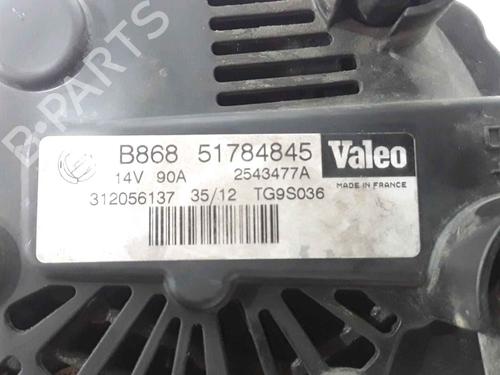 B-PARTS
B868 51784845 Valeo
14V 90A 2543477A
MADE IN FRANCE
312056137 35/12 TG9S036